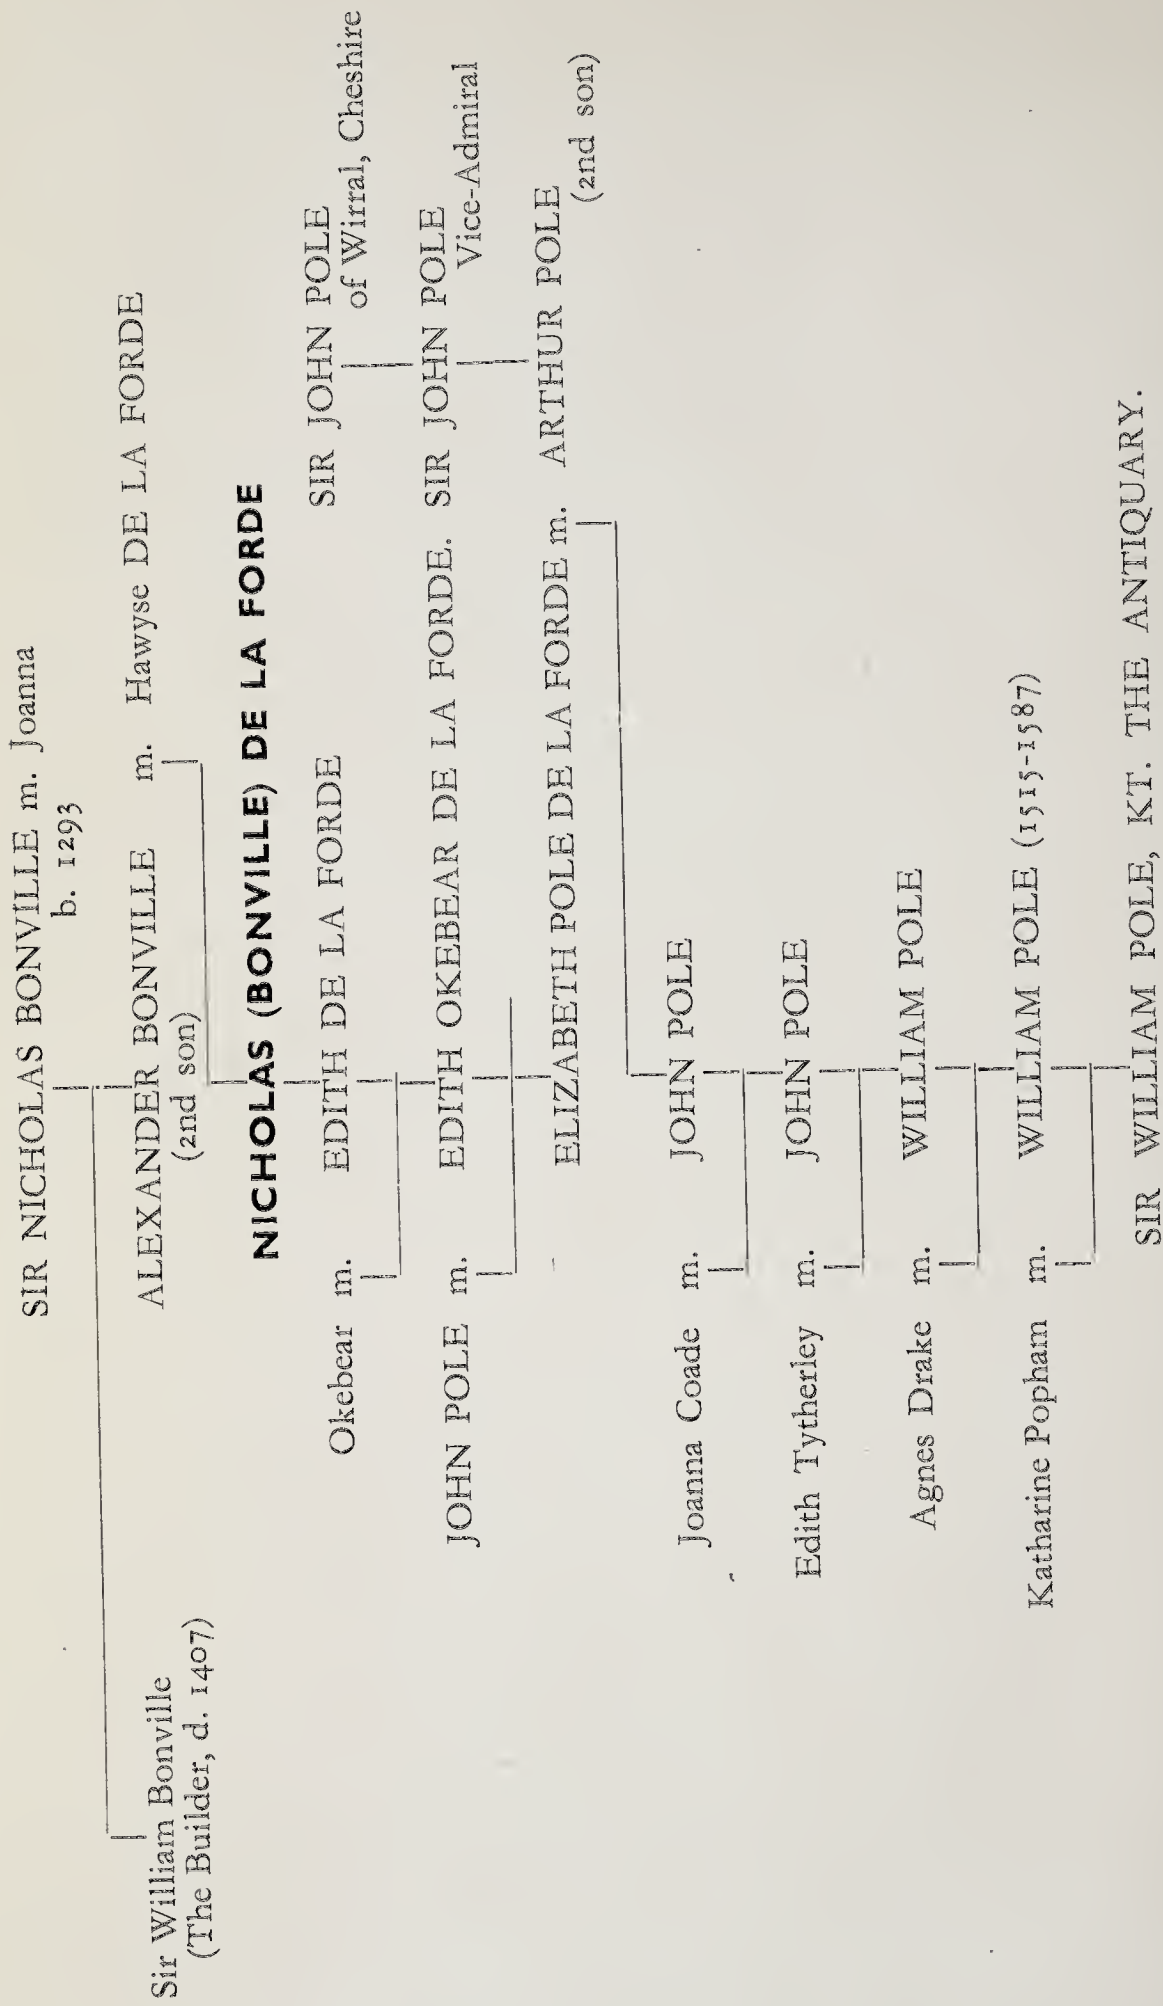 SIR NICHOLAS BONVILLE m. Joanna
b. 1293
Sir William Bonville
(The Builder, d. 1407)
ALEXANDER BONVILLE m. Hawyse DE LA FORDE
(2nd son)
NICHOLAS (BONVILLE) DE LA FORDE
Okebear m. EDITH DE LA FORDE
SIR JOHN POLE
of Wirral, Cheshire
JOHN POLE m. EDITH OKEBEAR DE LA FORDE.
SIR JOHN POLE
Vice-Admiral
ELIZABETH POLE DE LA FORDE m. ARTHUR POLE
(2nd son)
Joanna Coade m. JOHN POLE
Edith Tytherley m. JOHN POLE
Agnes Drake m. WILLIAM POLE
Katharine Popham m. WILLIAM POLE (1515-1587)
SIR WILLIAM POLE, KT. THE ANTIQUARY.